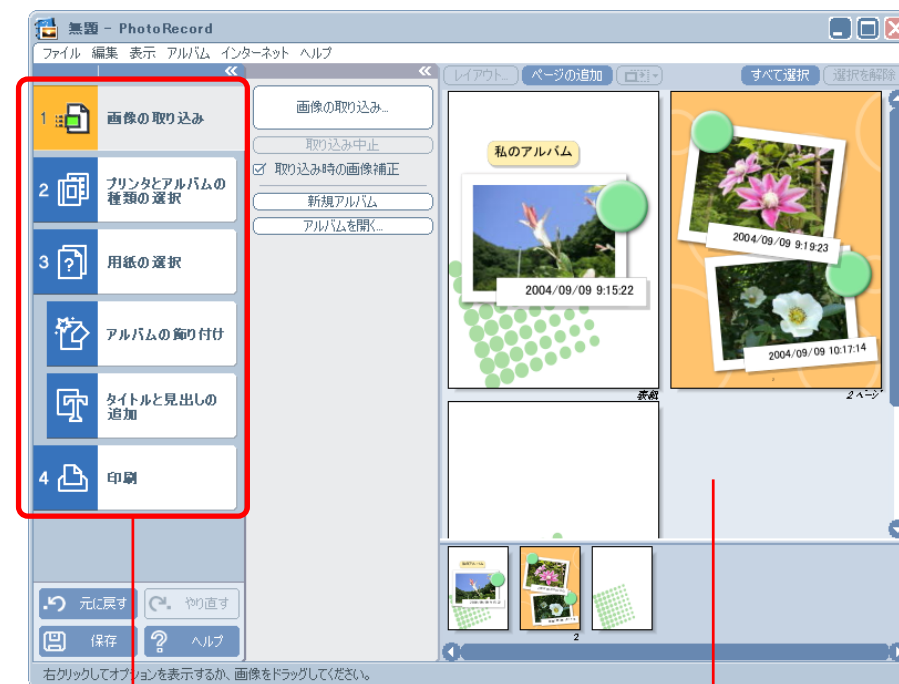 無題 - PhotoRecord
ファイル 編集 表示 アルバム インターネット ヘルプ
1 画像の取り込み
2 プリンタとアルバムの
種類の選択
3 用紙の選択
アルバムの飾り付け
タイトルと見出しの
追加
4 印刷
元に戻す やり直す
保存 ヘルプ
画像の取り込み...
取り込み中止
取り込み時の画像補正
新規アルバム
アルバムを開く...
レイアウト... ページの追加 すべて選択 選択を解除
私のアルバム
2004/09/09 9:15:22
表紙
2004/09/09 9:19:23
2004/09/09 10:17:14
2 ページ
私のアルバム
2
右クリックしてオプションを表示するか、画像をドラッグしてください。